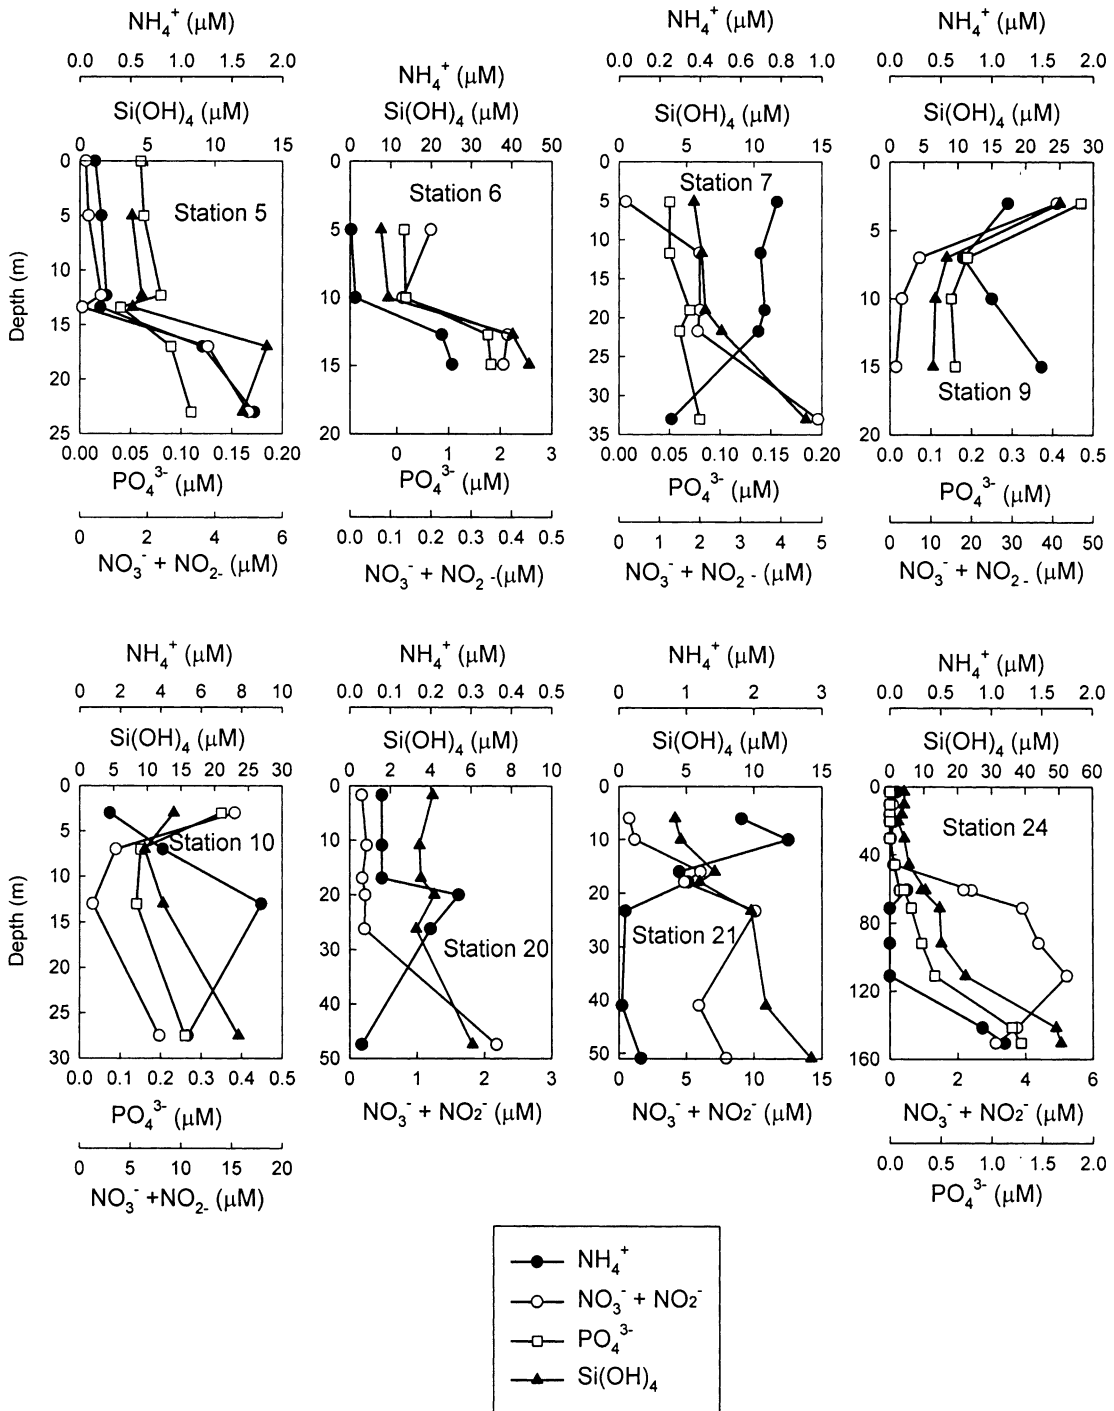 NH₄⁺ (μM) NH₄⁺ (μM) NH₄⁺ (μM)
0.0 0.5 1.0 1.5 2.0 0.0 0.2 0.4 0.6 0.8 1.0 0.0 0.5 1.0 1.5 2.0
NH₄⁺ (μM)
Si(OH)₄ (μM) Si(OH)₄ (μM) Si(OH)₄ (μM) Si(OH)₄ (μM)
0 5 10 15 0 10 20 30 40 50 0 5 10 15 0 5 10 15 20 25 30
Station 5 Station 6 Station 7 Station 9
Depth (m)
0 5 10 15 20 25
0 5 10 15 20
0 5 10 15 20 25 30 35
0 5 10 15 20
0.00 0.05 0.10 0.15 0.20 0 1 2 3 0.00 0.05 0.10 0.15 0.20 0.0 0.1 0.2 0.3 0.4 0.5
PO₄³⁻ (μM) PO₄³⁻ (μM) PO₄³⁻ (μM) PO₄³⁻ (μM)
0 2 4 6 0.0 0.1 0.2 0.3 0.4 0.5 0 1 2 3 4 5 0 10 20 30 40 50
NO₃⁻ + NO₂₋ (μM) NO₃⁻ + NO₂ -(μM) NO₃⁻ + NO₂ - (μM) NO₃⁻ + NO₂₋ (μM)
NH₄⁺ (μM) NH₄⁺ (μM) NH₄⁺ (μM) NH₄⁺ (μM)
0 2 4 6 8 10 0.0 0.1 0.2 0.3 0.4 0.5 0 1 2 3 0.0 0.5 1.0 1.5 2.0
Si(OH)₄ (μM) Si(OH)₄ (μM) Si(OH)₄ (μM) Si(OH)₄ (μM)
0 5 10 15 20 25 30 0 2 4 6 8 10 0 5 10 15 0 10 20 30 40 50 60
Station 10 Station 20 Station 21 Station 24
Depth (m)
0 5 10 15 20 25 30
0 10 20 30 40 50
0 10 20 30 40 50
0 40 80 120 160
0.0 0.1 0.2 0.3 0.4 0.5 0 1 2 3 0 5 10 15 0 2 4 6
PO₄³⁻ (μM) NO₃⁻ + NO₂⁻ (μM) NO₃⁻ + NO₂⁻ (μM) NO₃⁻ + NO₂⁻ (μM)
0 5 10 15 20 0.0 0.5 1.0 1.5 2.0
NO₃⁻ +NO₂₋ (μM) PO₄³⁻ (μM)
NH₄⁺
NO₃⁻ + NO₂⁻
PO₄³⁻
Si(OH)₄